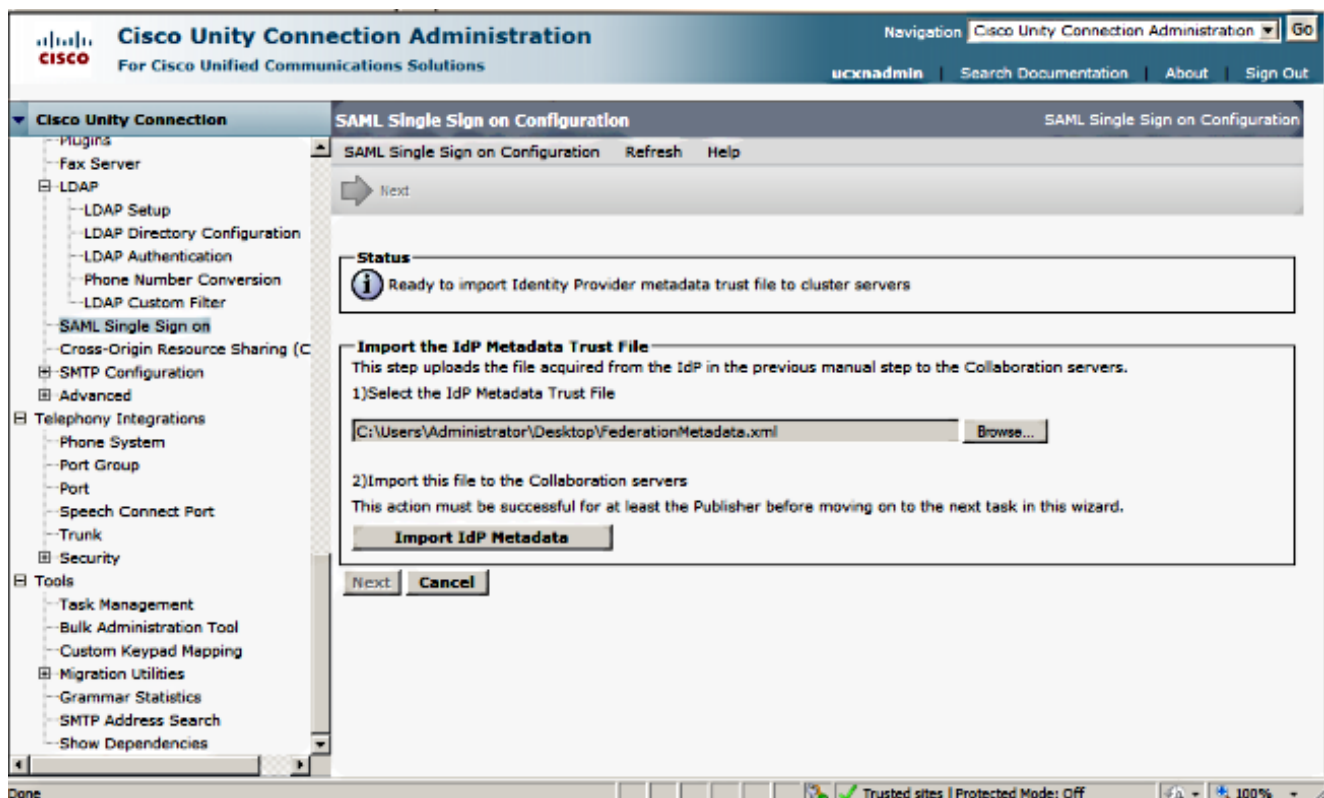 Cisco Unity Connection Administration
For Cisco Unified Communications Solutions
CISCO
Navigation Cisco Unity Connection Administration Go
ucxnadmin | Search Documentation | About | Sign Out
Cisco Unity Connection
Plugins
Fax Server
LDAP
LDAP Setup
LDAP Directory Configuration
LDAP Authentication
Phone Number Conversion
LDAP Custom Filter
SAML Single Sign on
Cross-Origin Resource Sharing (C
SMTP Configuration
Advanced
Telephony Integrations
Phone System
Port Group
Port
Speech Connect Port
Trunk
Security
Tools
Task Management
Bulk Administration Tool
Custom Keypad Mapping
Migration Utilities
Grammar Statistics
SMTP Address Search
Show Dependencies
SAML Single Sign on Configuration
SAML Single Sign on Configuration
SAML Single Sign on Configuration Refresh Help
Next
Status
Ready to import Identity Provider metadata trust file to cluster servers
Import the IdP Metadata Trust File
This step uploads the file acquired from the IdP in the previous manual step to the Collaboration servers.
1)Select the IdP Metadata Trust File
C:\Users\Administrator\Desktop\FederationMetadata.xml Browse...
2)Import this file to the Collaboration servers
This action must be successful for at least the Publisher before moving on to the next task in this wizard.
Import IdP Metadata
Next Cancel
Done
Trusted sites | Protected Mode: Off
100%